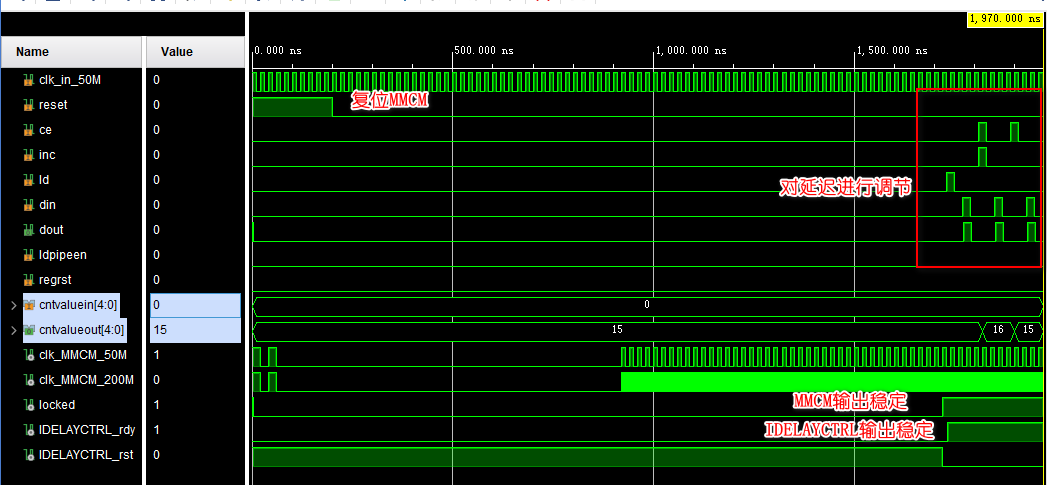 1,970.000 ns
Name Value
0.000 ns 500.000 ns 1,000.000 ns 1,500.000 ns
clk_in_50M 0
reset 0 复位MMCM
ce 0
inc 0
ld 0 对延迟进行调节
din 0
dout 0
ldpipeen 0
regrst 0
cntvaluein[4:0] 0 0
cntvalueout[4:0] 15 15 16 15
clk_MMCM_50M 1
clk_MMCM_200M 0
locked 1 MMCM输出稳定
IDELAYCTRL_rdy 1 IDELAYCTRL输出稳定
IDELAYCTRL_rst 0